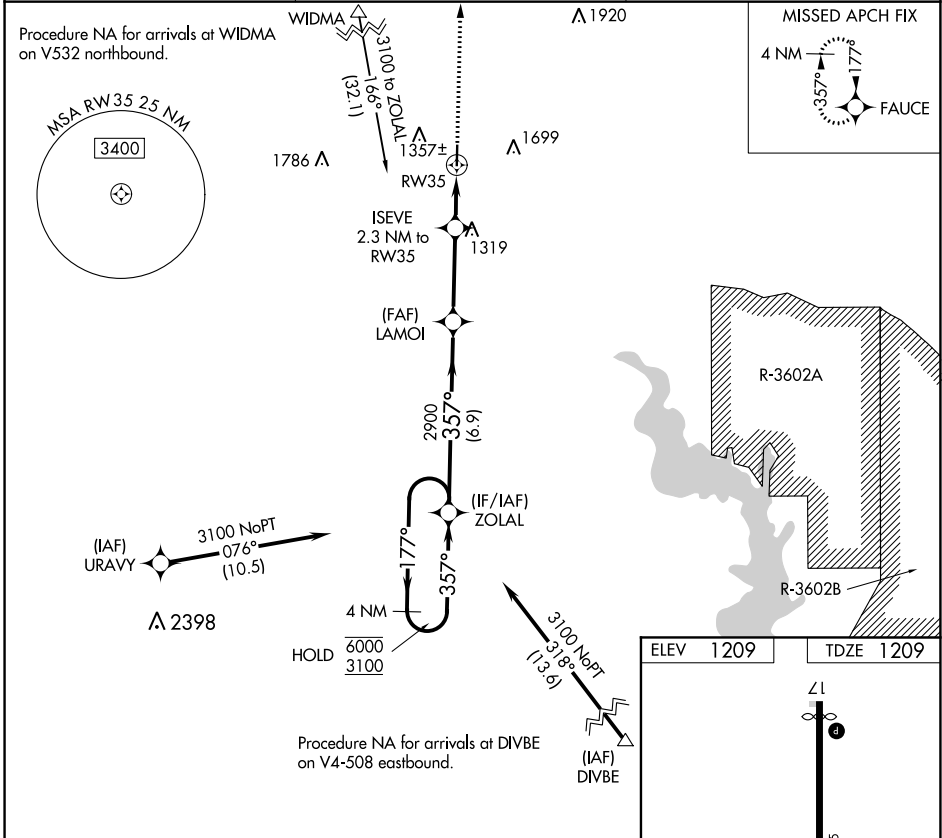 Procedure NA for arrivals at WIDMA
on V532 northbound.
MSA RW35 25 NM
3400
WIDMA
3100 to ZOLAL
166°
(32.1)
1920
MISSED APCH FIX
4 NM
357°
177°
FAUCE
1786
1357±
1699
RW35
ISEVE
2.3 NM to
RW35
1319
(FAF)
LAMOI
R-3602A
2900
357°
(6.9)
(IF/IAF)
ZOLAL
(IAF)
URAVY
3100 NoPT
076°
(10.5)
177°
357°
2398
4 NM
HOLD
6000
3100
3100 NoPT
318°
(13.6)
R-3602B
Procedure NA for arrivals at DIVBE
on V4-508 eastbound.
(IAF)
DIVBE
ELEV 1209
TDZE 1209
17
P